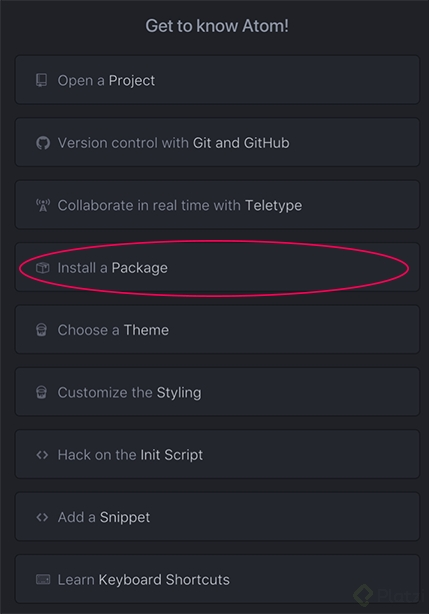 Get to know Atom!
Open a Project
Version control with Git and GitHub
Collaborate in real time with Teletype
Install a Package
Choose a Theme
Customize the Styling
Hack on the Init Script
Add a Snippet
Learn Keyboard Shortcuts